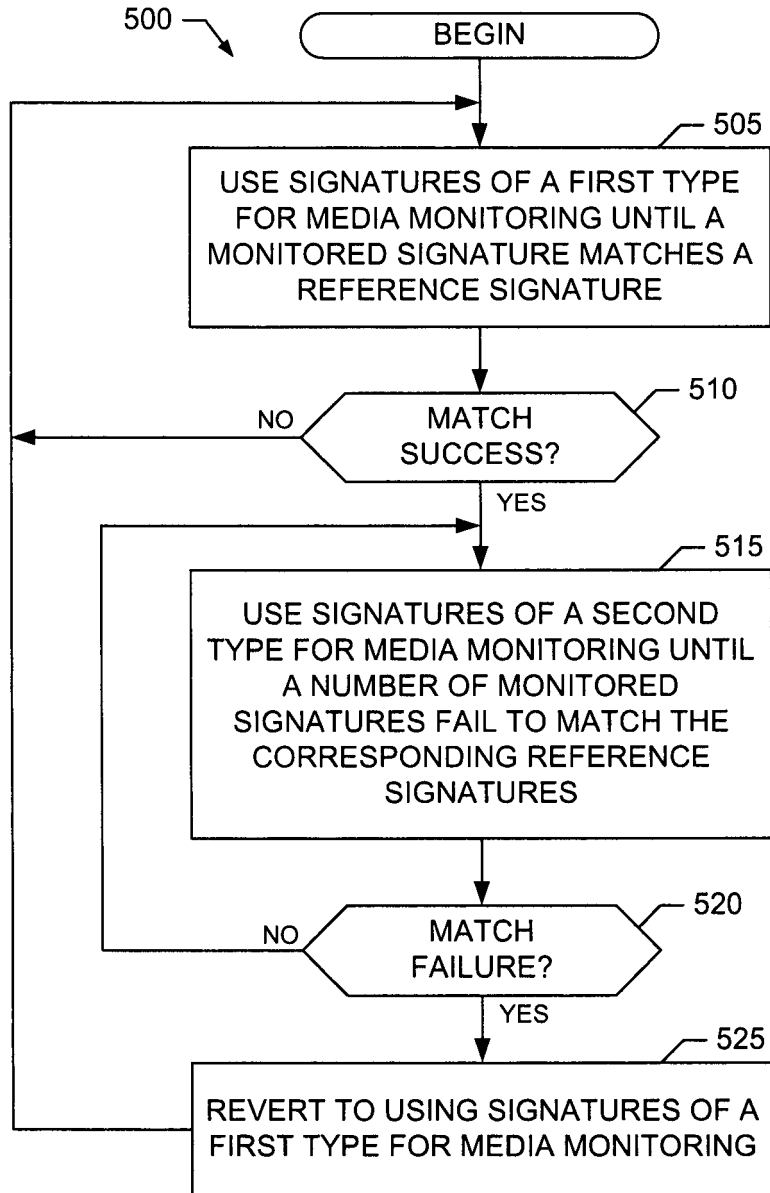 500
BEGIN
505
USE SIGNATURES OF A FIRST TYPE
FOR MEDIA MONITORING UNTIL A
MONITORED SIGNATURE MATCHES A
REFERENCE SIGNATURE
510
NO
MATCH
SUCCESS?
YES
515
USE SIGNATURES OF A SECOND
TYPE FOR MEDIA MONITORING UNTIL
A NUMBER OF MONITORED
SIGNATURES FAIL TO MATCH THE
CORRESPONDING REFERENCE
SIGNATURES
520
NO
MATCH
FAILURE?
YES
525
REVERT TO USING SIGNATURES OF A
FIRST TYPE FOR MEDIA MONITORING